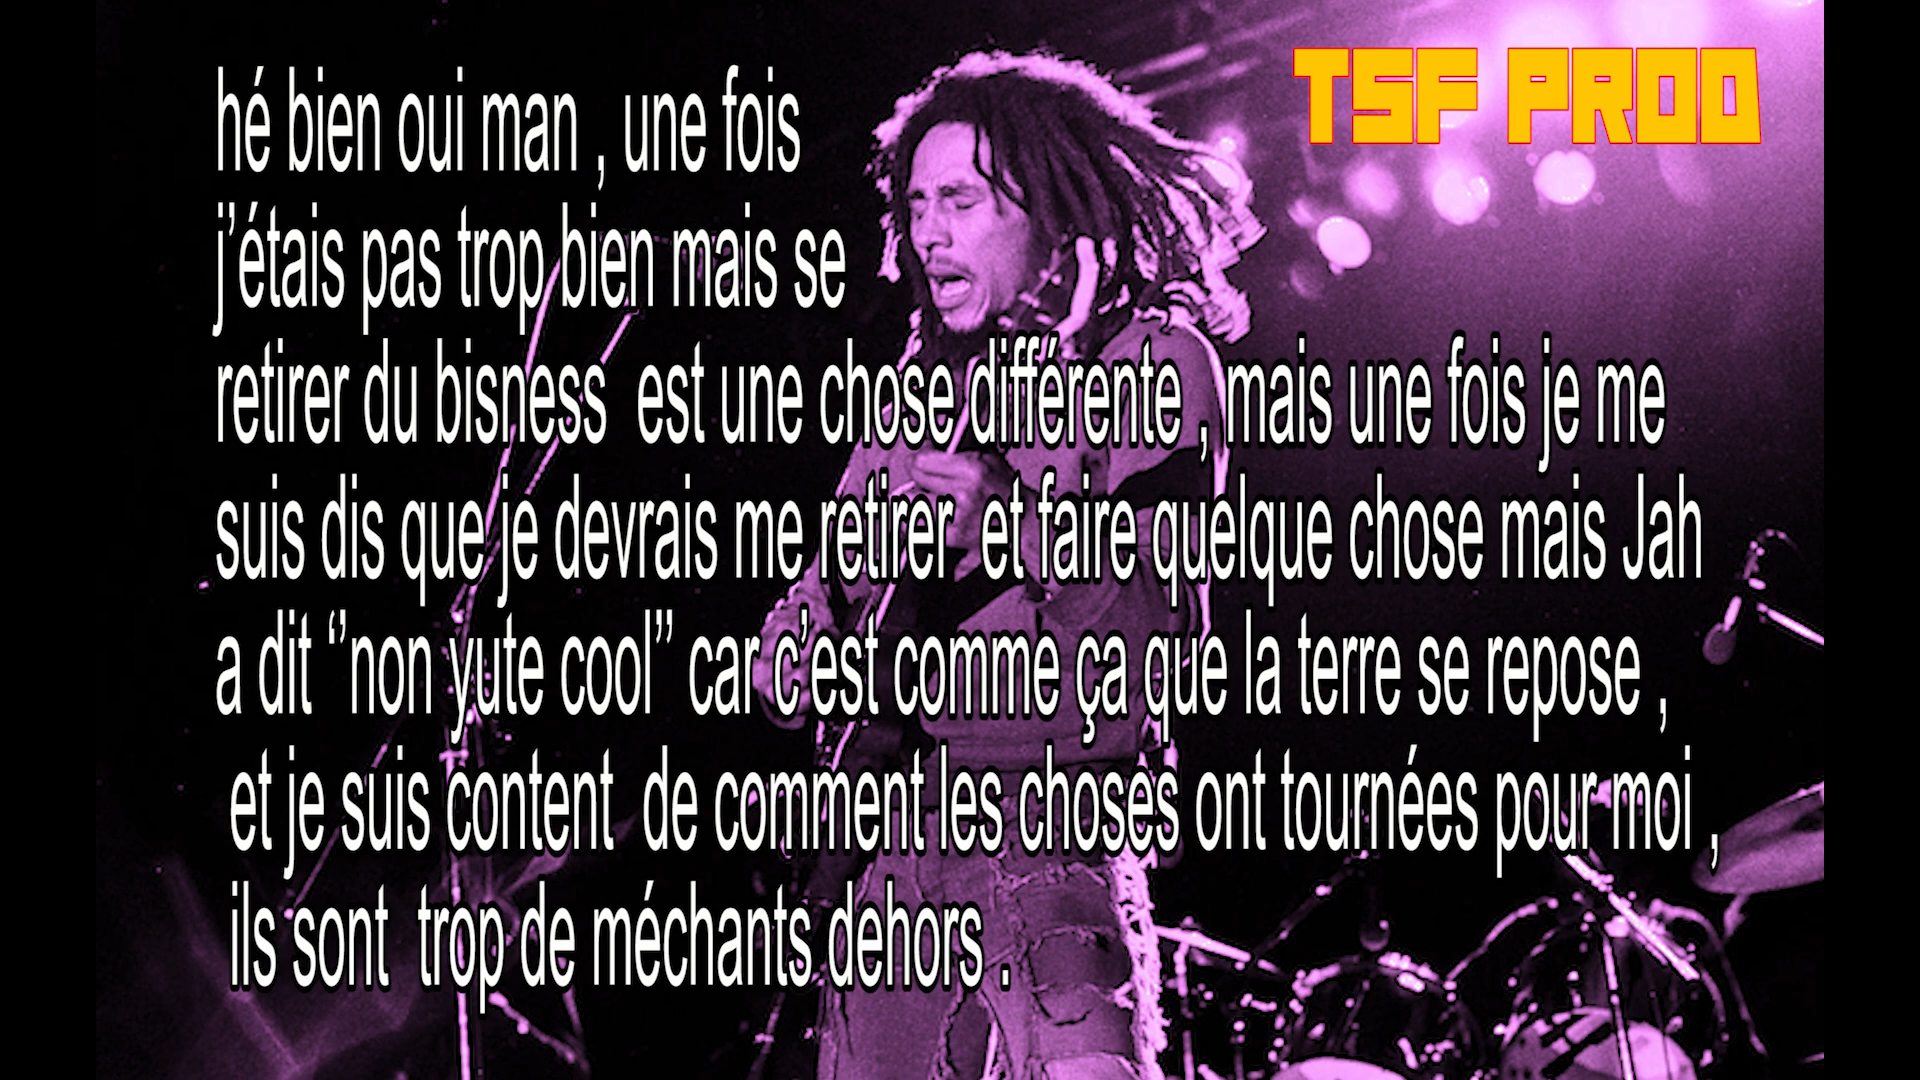 TSF PROD
hé bien oui man , une fois
j'étais pas trop bien mais se
retirer du bisness  est une chose différente , mais une fois je me
suis dis que je devrais me retirer  et faire quelque chose mais Jah
a dit ‘’non yute cool’’ car c’est comme ça que la terre se repose ,
et je suis content  de comment les choses ont tournées pour moi ,
ils sont  trop de méchants dehors .